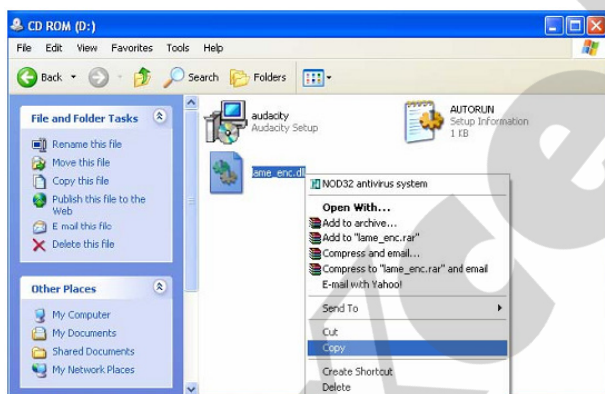 CD ROM (D:)
File Edit View Favorites Tools Help
Back Search Folders
File and Folder Tasks
Rename this file
Move this file
Copy this file
Publish this file to the
Web
E-mail this file
Delete this file
Other Places
My Computer
My Documents
Shared Documents
My Network Places
audacity
Audacity Setup
AUTORUN
Setup Information
1 KB
lame_enc.dll
NOD32 antivirus system
Open With...
Add to archive...
Add to "lame_enc.rar"
Compress and email...
Compress to "lame_enc.rar" and email
E-mail with Yahoo!
Send To
Cut
Copy
Create Shortcut
Delete